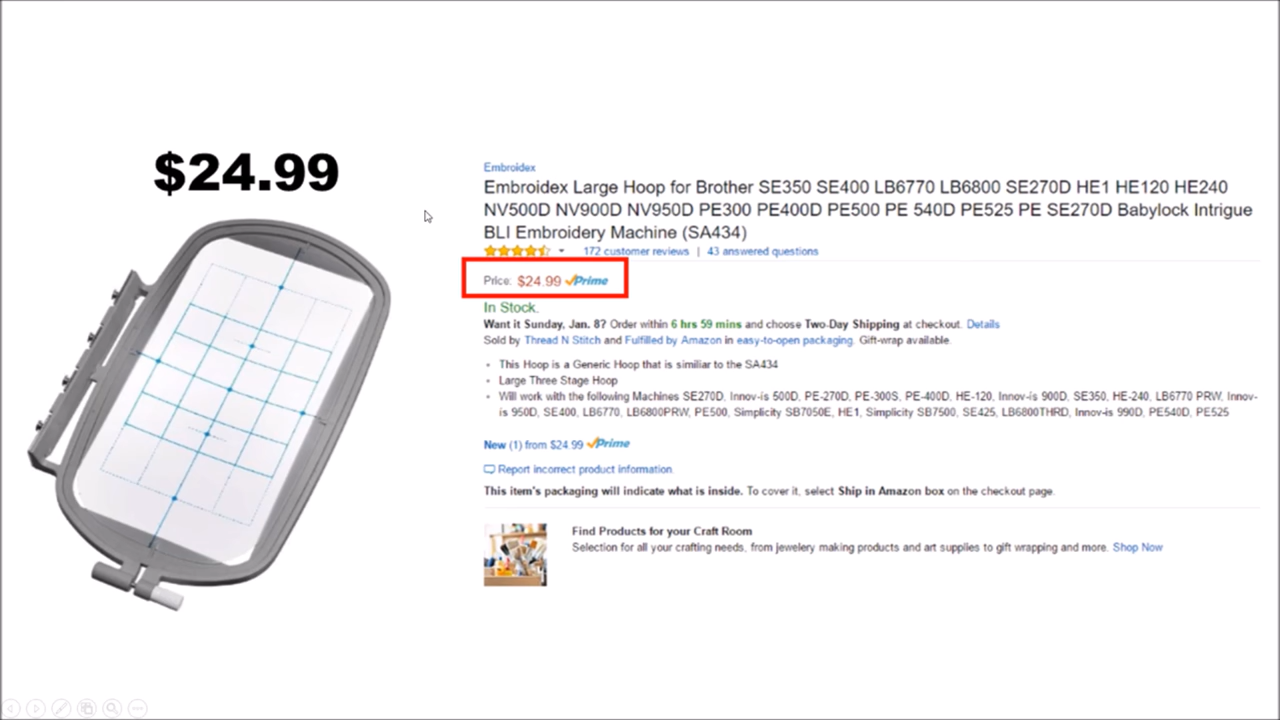 $24.99
Embroidex
Embroidex Large Hoop for Brother SE350 SE400 LB6770 LB6800 SE270D HE1 HE120 HE240
NV500D NV900D NV950D PE300 PE400D PE500 PE 540D PE525 PE SE270D Babylock Intrigue
BLI Embroidery Machine (SA434)
172 customer reviews | 43 answered questions
Price: $24.99 Prime
In Stock.
Want it Sunday, Jan. 8? Order within 6 hrs 59 mins and choose Two-Day Shipping at checkout. Details
Sold by Thread N Stitch and Fulfilled by Amazon in easy-to-open packaging. Gift-wrap available.
• This Hoop is a Generic Hoop that is similiar to the SA434
• Large Three Stage Hoop
• Will work with the following Machines SE270D. Innov-is 500D, PE-270D, PE-300S, PE-400D, HE-120, Innov-is 900D, SE350, HE-240, LB6770 PRW, Innov-
is 950D, SE400, LB6770, LB6800PRW, PE500, Simplicity SB7050E, HE1, Simplicity SB7500, SE425, LB6800THRD, Innov-is 990D, PE540D, PE525
New (1) from $24.99 Prime
Report incorrect product information.
This item's packaging will indicate what is inside. To cover it, select Ship in Amazon box on the checkout page.
Find Products for your Craft Room
Selection for all your crafting needs, from jewelery making products and art supplies to gift wrapping and more. Shop Now